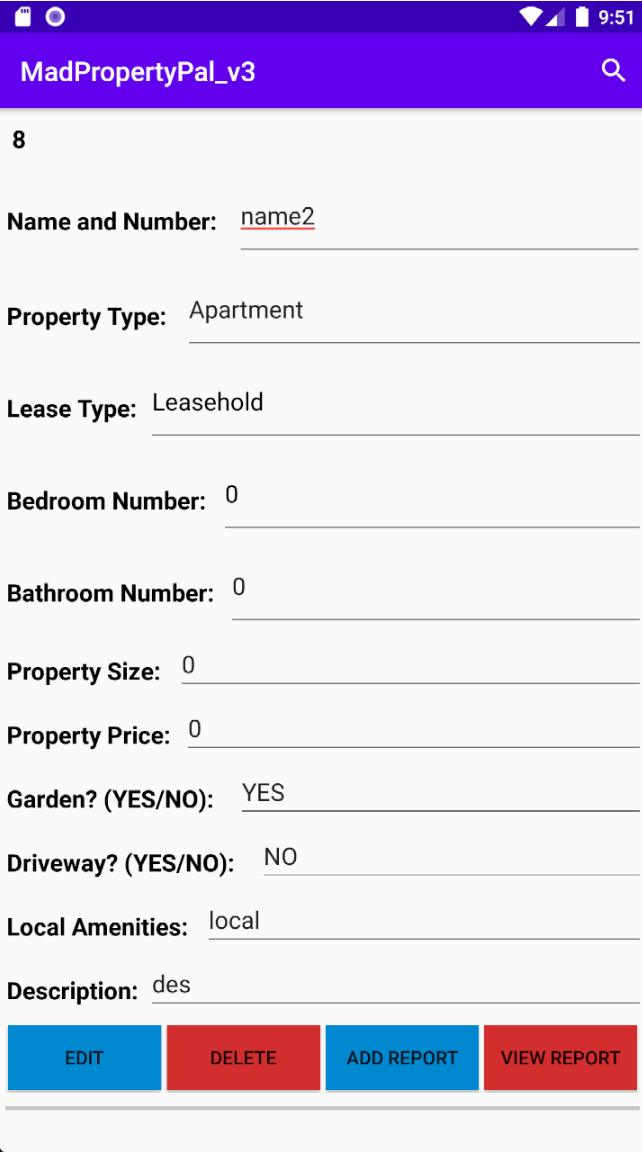 9:51
MadPropertyPal_v3
8
Name and Number: name2
Property Type: Apartment
Lease Type: Leasehold
Bedroom Number: 0
Bathroom Number: 0
Property Size: 0
Property Price: 0
Garden? (YES/NO): YES
Driveway? (YES/NO): NO
Local Amenities: local
Description: des
EDIT DELETE ADD REPORT VIEW REPORT